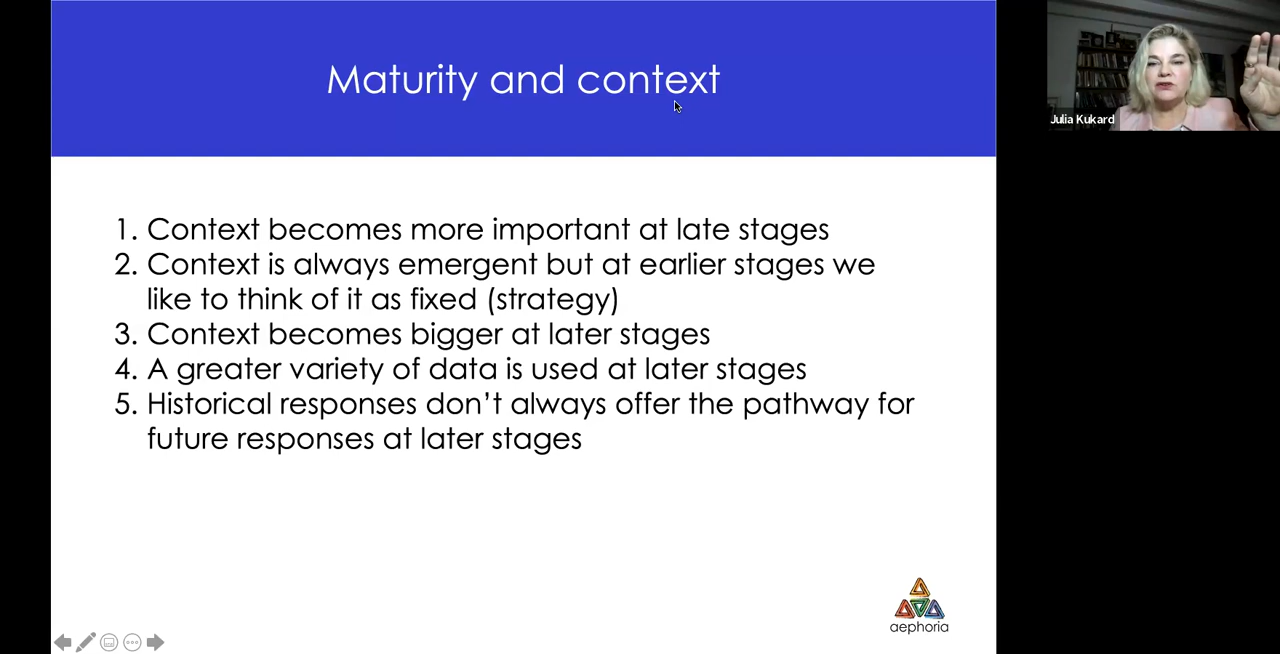 Maturity and context
Julia Kukard
1. Context becomes more important at late stages
2. Context is always emergent but at earlier stages we
like to think of it as fixed (strategy)
3. Context becomes bigger at later stages
4. A greater variety of data is used at later stages
5. Historical responses don’t always offer the pathway for
future responses at later stages
aephoria